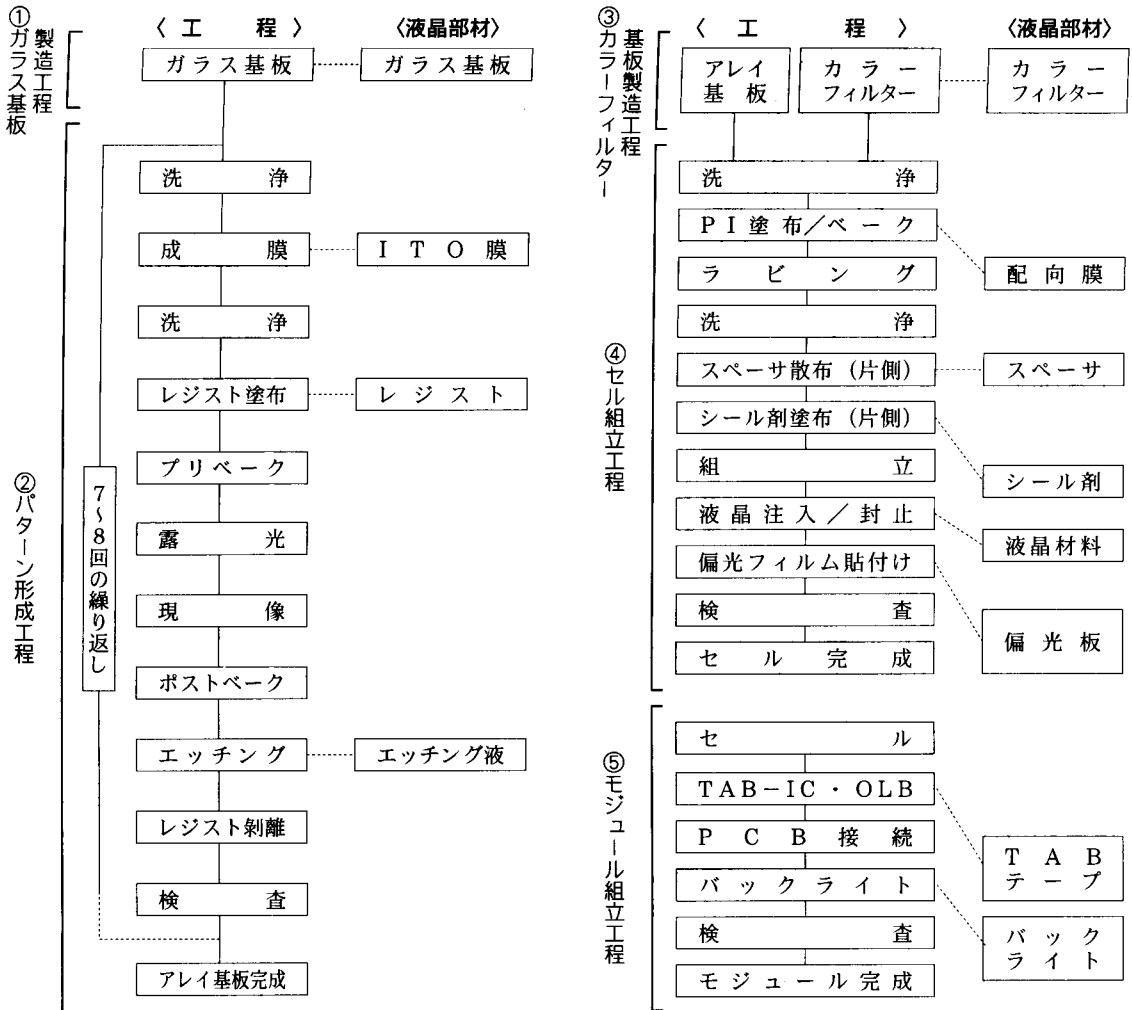 ①ガラス基板
製造工程
〈工　程〉
〈液晶部材〉
ガラス基板
ガラス基板
②パターン形成工程
7〜8回の繰り返し
洗　浄
成　膜
ITO膜
洗　浄
レジスト塗布
レジスト
プリベーク
露　光
現　像
ポストベーク
エッチング
エッチング液
レジスト剝離
検　査
アレイ基板完成
③カラーフィルター
基板製造工程
〈工　程〉
〈液晶部材〉
アレイ
基板
カラー
フィルター
カラー
フィルター
④セル組立工程
洗　浄
PI塗布／ベーク
ラビング
配向膜
洗　浄
スペーサ散布（片側）
スペーサ
シール剤塗布（片側）
組　立
シール剤
液晶注入／封止
液晶材料
偏光フィルム貼付け
検　査
偏光板
セル完成
⑤モジュール組立工程
セ　ル
TAB－IC・OLB
PCB接続
TAB
テープ
バックライト
検　査
バック
ライト
モジュール完成